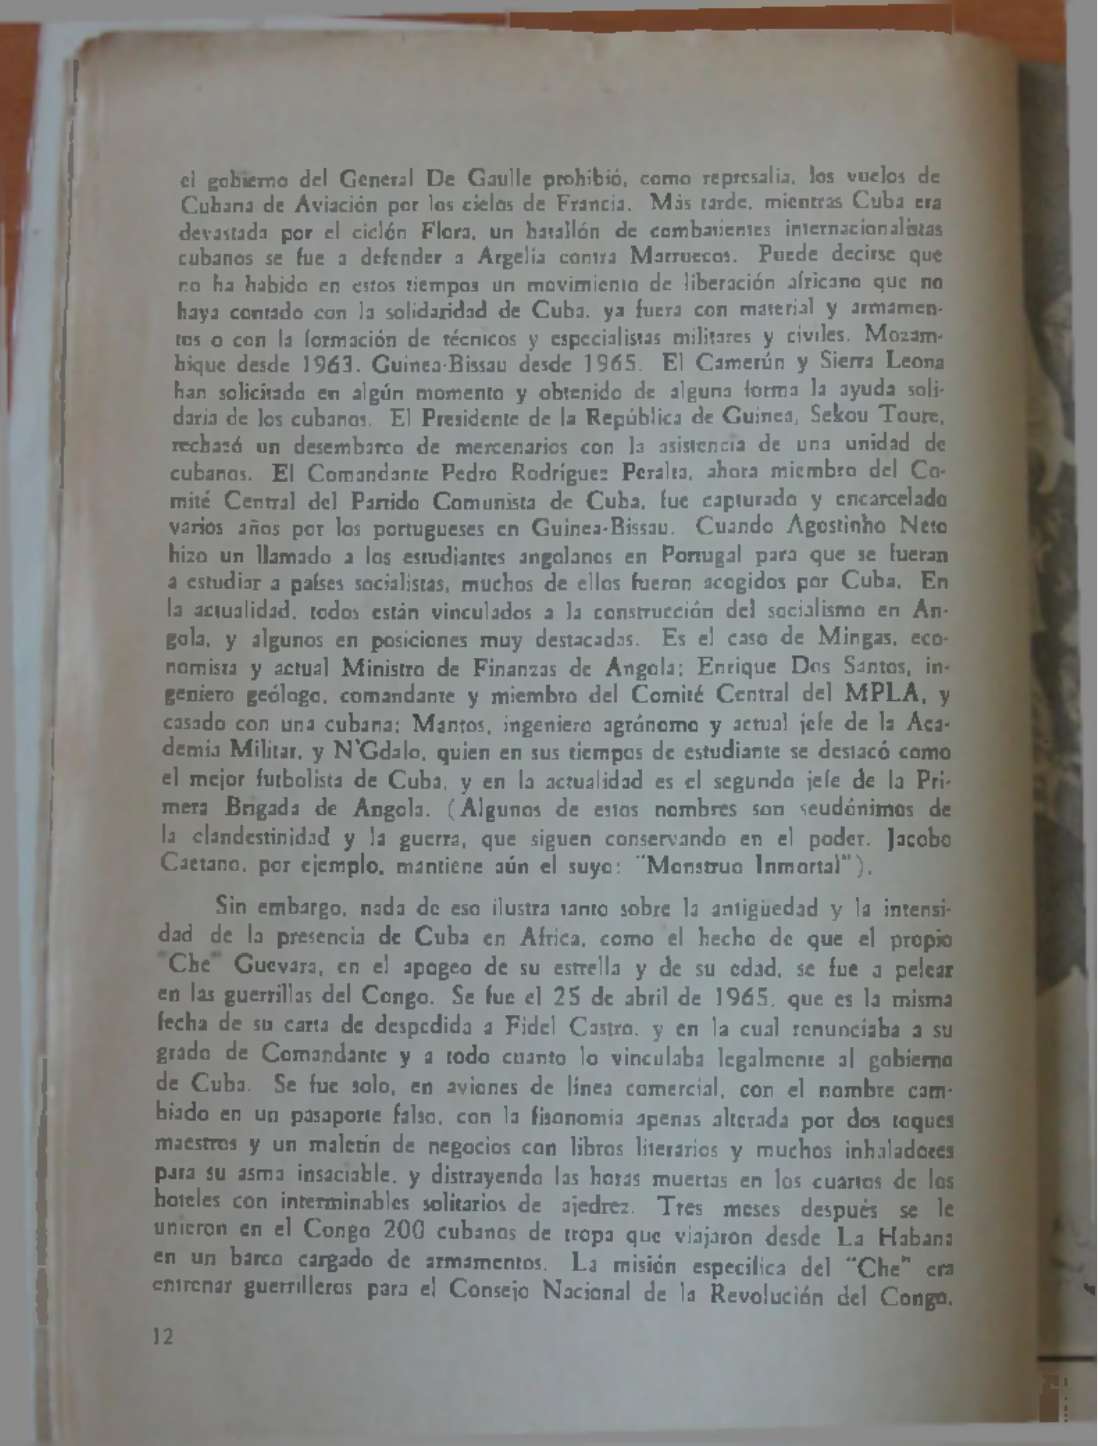 el gobierno del General De Gaulle prohibió, como represalia, los vuelos de
Cubana de Aviación por los cielos de Francia. Más tarde, mientras Cuba era
devastada por el ciclón Flora, un batallón de combatientes internacionalistas
cubanos se fue a defender a Argelia contra Marruecos. Puede decirse que
no ha habido en estos tiempos un movimiento de liberación africano que no
haya contado con la solidaridad de Cuba, ya fuera con material y armamen-
tos o con la formación de técnicos y especialistas militares y civiles. Mozam-
bique desde 1963. Guinea-Bissau desde 1965. El Camerún y Sierra Leona
han solicitado en algún momento y obtenido de alguna forma la ayuda soli-
daria de los cubanos. El Presidente de la República de Guinea, Sekou Toure,
rechazó un desembarco de mercenarios con la asistencia de una unidad de
cubanos. El Comandante Pedro Rodríguez Peralta, ahora miembro del Co-
mité Central del Partido Comunista de Cuba, fue capturado y encarcelado
varios años por los portugueses en Guinea-Bissau. Cuando Agostinho Neto
hizo un llamado a los estudiantes angolanos en Portugal para que se fueran
a estudiar a países socialistas, muchos de ellos fueron acogidos por Cuba. En
la actualidad, todos están vinculados a la construcción del socialismo en An-
gola, y algunos en posiciones muy destacadas. Es el caso de Mingas, eco-
nomista y actual Ministro de Finanzas de Angola; Enrique Dos Santos, in-
geniero geólogo, comandante y miembro del Comité Central del MPLA, y
casado con una cubana; Mantos, ingeniero agrónomo y actual jefe de la Aca-
demia Militar, y N'Gdalo, quien en sus tiempos de estudiante se destacó como
el mejor futbolista de Cuba, y en la actualidad es el segundo jefe de la Pri-
mera Brigada de Angola. (Algunos de estos nombres son seudónimos de
la clandestinidad y la guerra, que siguen conservando en el poder. Jacobo
Caetano, por ejemplo, mantiene aún el suyo: "Monstruo Inmortal").
Sin embargo, nada de eso ilustra tanto sobre la antigüedad y la intensi-
dad de la presencia de Cuba en Africa, como el hecho de que el propio
"Che" Guevara, en el apogeo de su estrella y de su edad, se fue a pelear
en las guerrillas del Congo. Se fue el 25 de abril de 1965, que es la misma
fecha de su carta de despedida a Fidel Castro, y en la cual renunciaba a su
grado de Comandante y a todo cuanto lo vinculaba legalmente al gobierno
de Cuba. Se fue solo, en aviones de línea comercial, con el nombre cam-
biado en un pasaporte falso, con la fisonomía apenas alterada por dos toques
maestros y un maletín de negocios con libros literarios y muchos inhaladores
para su asma insaciable, y distrayendo las horas muertas en los cuartos de los
hoteles con interminables solitarios de ajedrez. Tres meses después se le
unieron en el Congo 200 cubanos de tropa que viajaron desde La Habana
en un barco cargado de armamentos. La misión específica del "Che" era
entrenar guerrilleros para el Consejo Nacional de la Revolución del Congo,
12